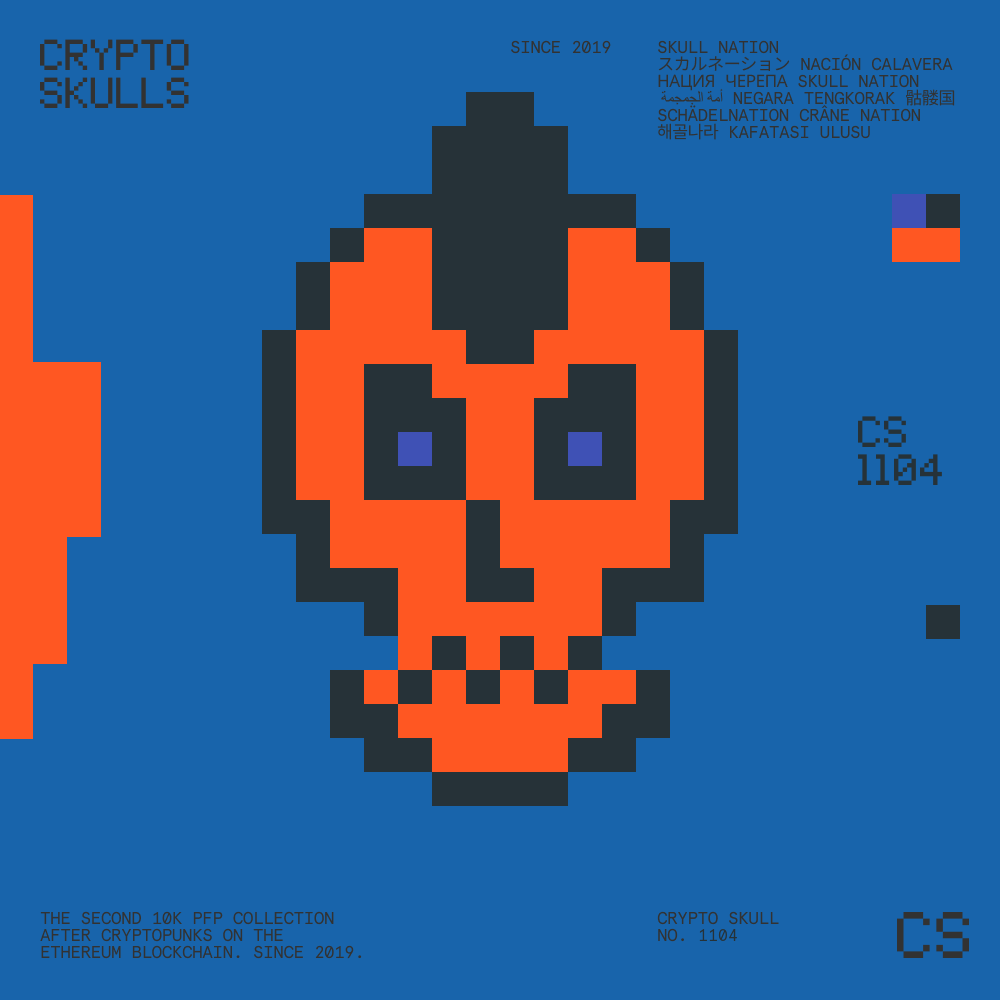 CRYPTO
SKULLS
SINCE 2019
SKULL NATION
スカルネーション NACIÓN CALAVERA
НАЦИЯ ЧЕРЕПА SKULL NATION
أمة الجمجمة NEGARA TENGKORAK 骷髅国
SCHÄDELNATION CRÂNE NATION
해골나라 KAFATASI ULUSU
CS
1104
THE SECOND 10K PFP COLLECTION
AFTER CRYPTOPUNKS ON THE
ETHEREUM BLOCKCHAIN. SINCE 2019.
CRYPTO SKULL
NO. 1104
CS